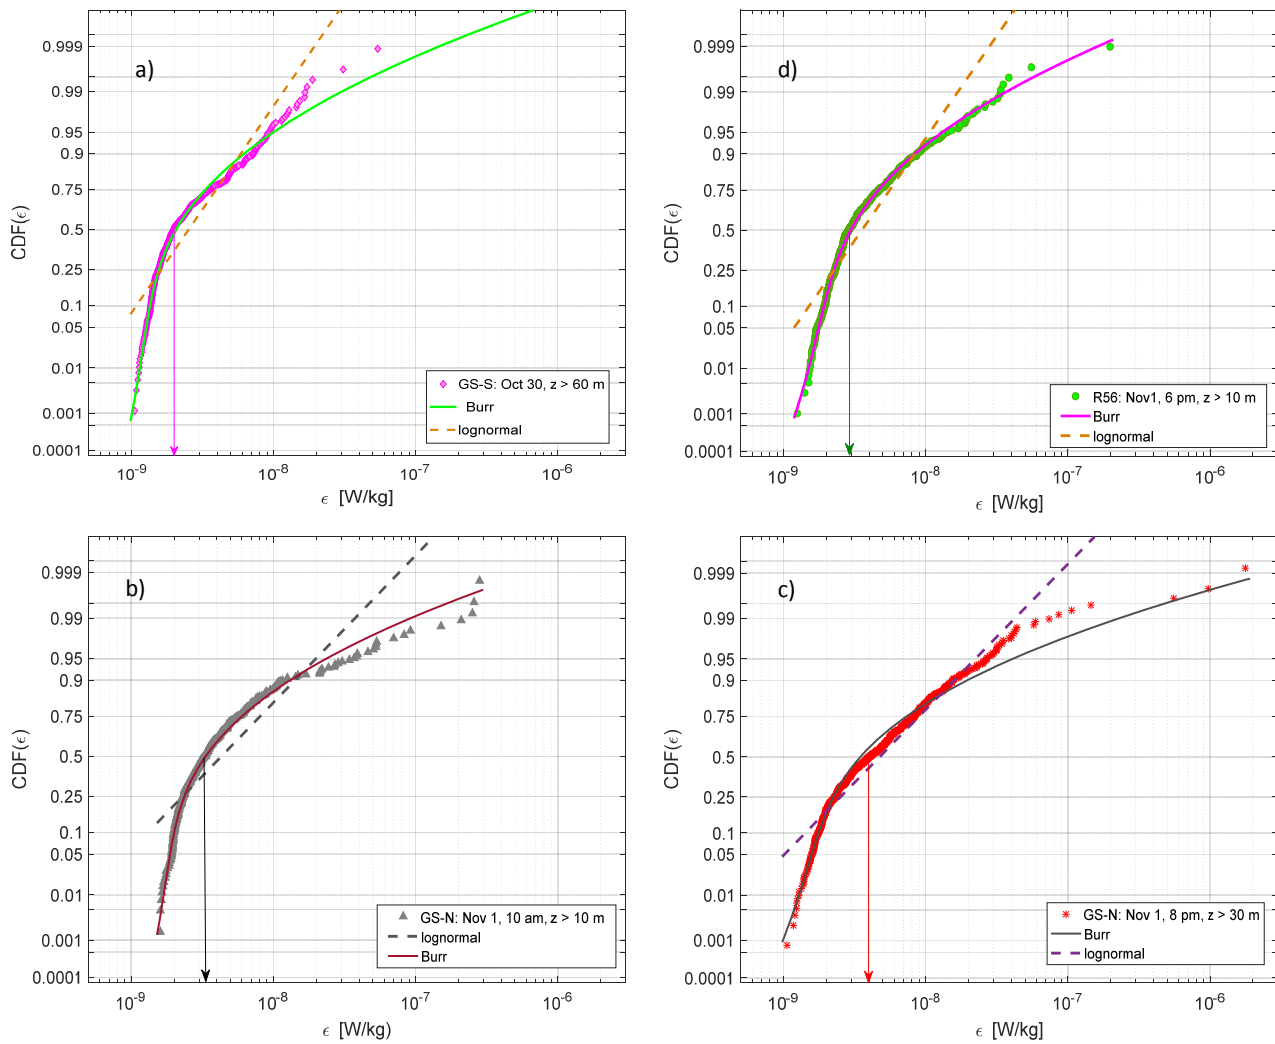 a)
CDF(ϵ)
0.999
0.99
0.95
0.9
0.75
0.5
0.25
0.1
0.05
0.01
0.001
0.0001
GS-S: Oct 30, z > 60 m
Burr
lognormal
10⁻⁹
10⁻⁸
10⁻⁷
10⁻⁶
ϵ [W/kg]
d)
CDF(ϵ)
0.999
0.99
0.95
0.9
0.75
0.5
0.25
0.1
0.05
0.01
0.001
0.0001
R56: Nov1, 6 pm, z > 10 m
Burr
lognormal
10⁻⁹
10⁻⁸
10⁻⁷
10⁻⁶
ϵ [W/kg]
b)
CDF(ϵ)
0.999
0.99
0.95
0.9
0.75
0.5
0.25
0.1
0.05
0.01
0.001
0.0001
GS-N: Nov 1, 10 am, z > 10 m
lognormal
Burr
10⁻⁹
10⁻⁸
10⁻⁷
10⁻⁶
ϵ [W/kg)
c)
CDF(ϵ)
0.999
0.99
0.95
0.9
0.75
0.5
0.25
0.1
0.05
0.01
0.001
0.0001
GS-N: Nov 1, 8 pm, z > 30 m
Burr
lognormal
10⁻⁹
10⁻⁸
10⁻⁷
10⁻⁶
ϵ [W/kg]